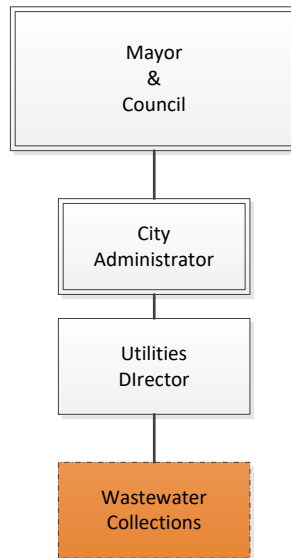 Mayor
&
Council
City
Administrator
Utilities
DIrector
Wastewater
Collections